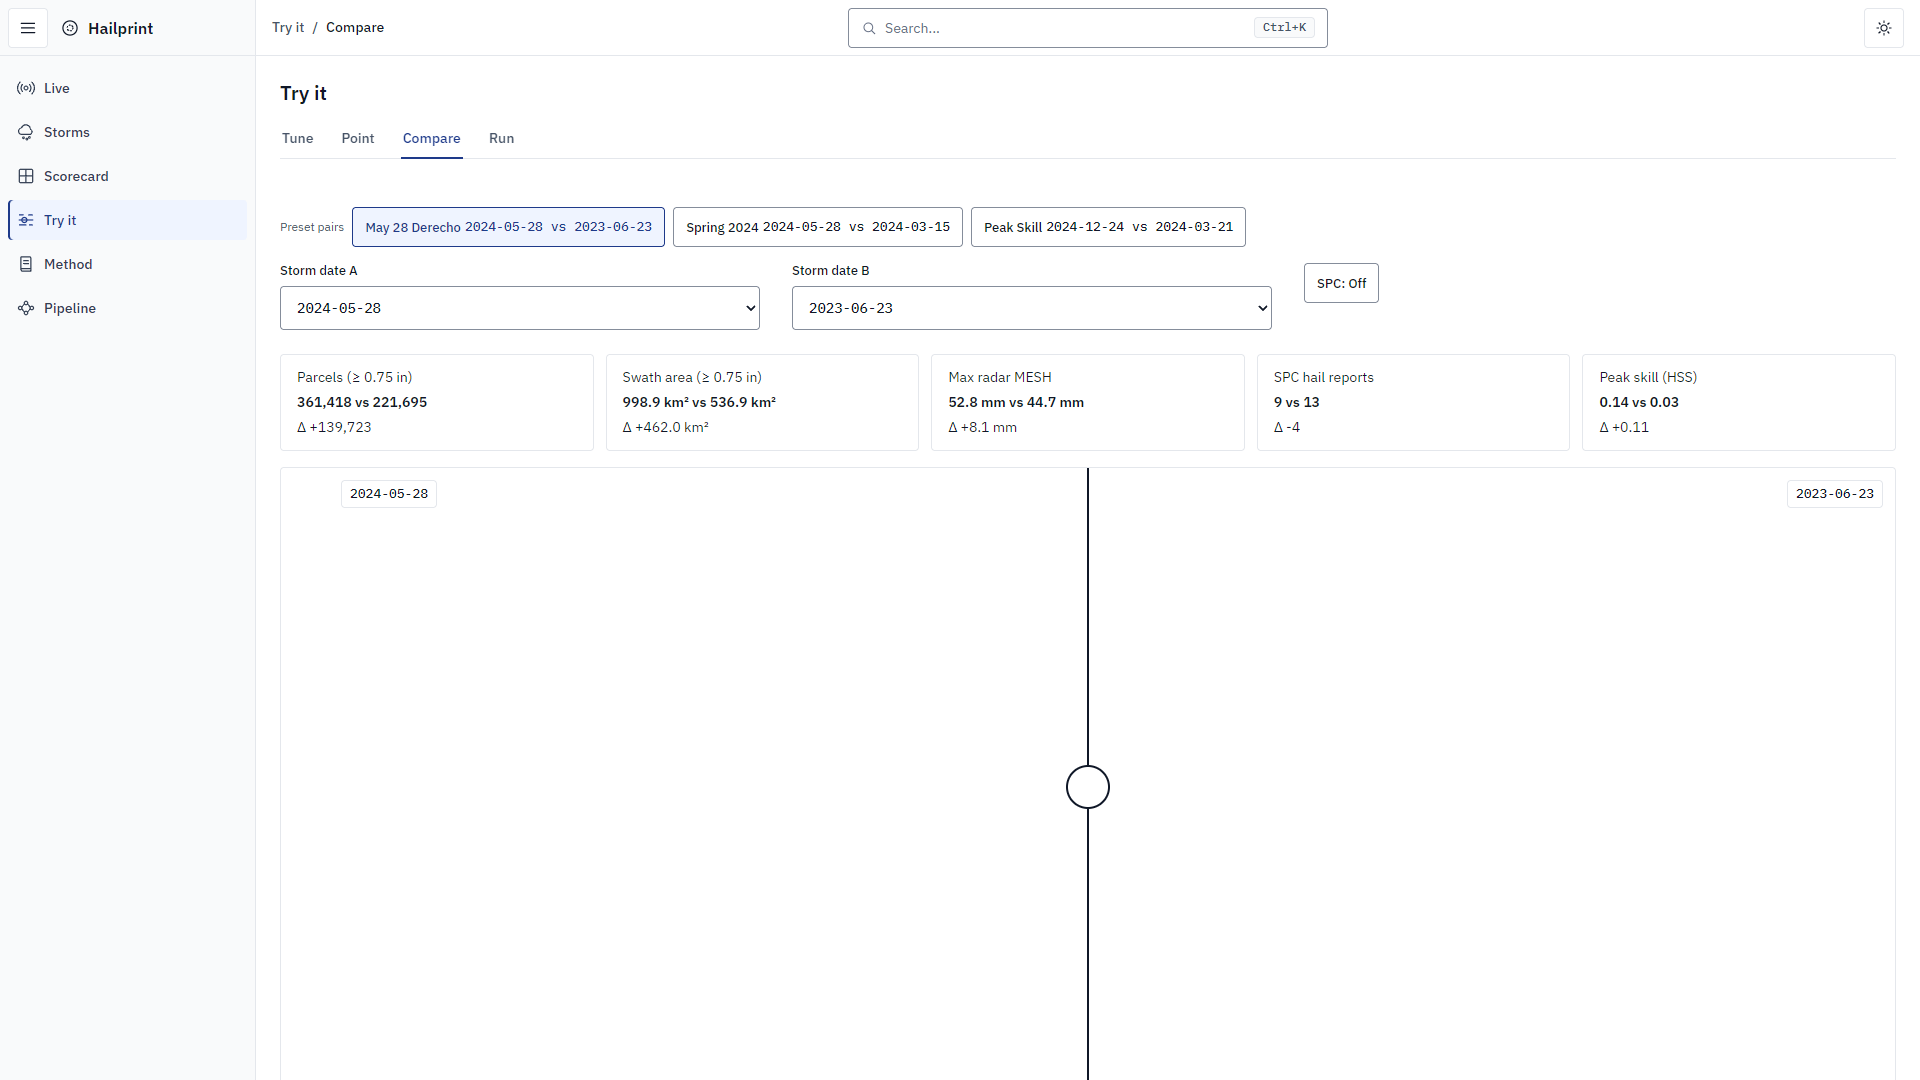 Hailprint
Try it / Compare
Search...
Ctrl+K
Live
Storms
Scorecard
Try it
Method
Pipeline
Try it
Tune
Point
Compare
Run
Preset pairs
May 28 Derecho 2024-05-28 vs 2023-06-23
Spring 2024 2024-05-28 vs 2024-03-15
Peak Skill 2024-12-24 vs 2024-03-21
Storm date A
2024-05-28
Storm date B
2023-06-23
SPC: Off
Parcels (≥ 0.75 in)
361,418 vs 221,695
Δ +139,723
Swath area (≥ 0.75 in)
998.9 km² vs 536.9 km²
Δ +462.0 km²
Max radar MESH
52.8 mm vs 44.7 mm
Δ +8.1 mm
SPC hail reports
9 vs 13
Δ -4
Peak skill (HSS)
0.14 vs 0.03
Δ +0.11
2024-05-28
2023-06-23